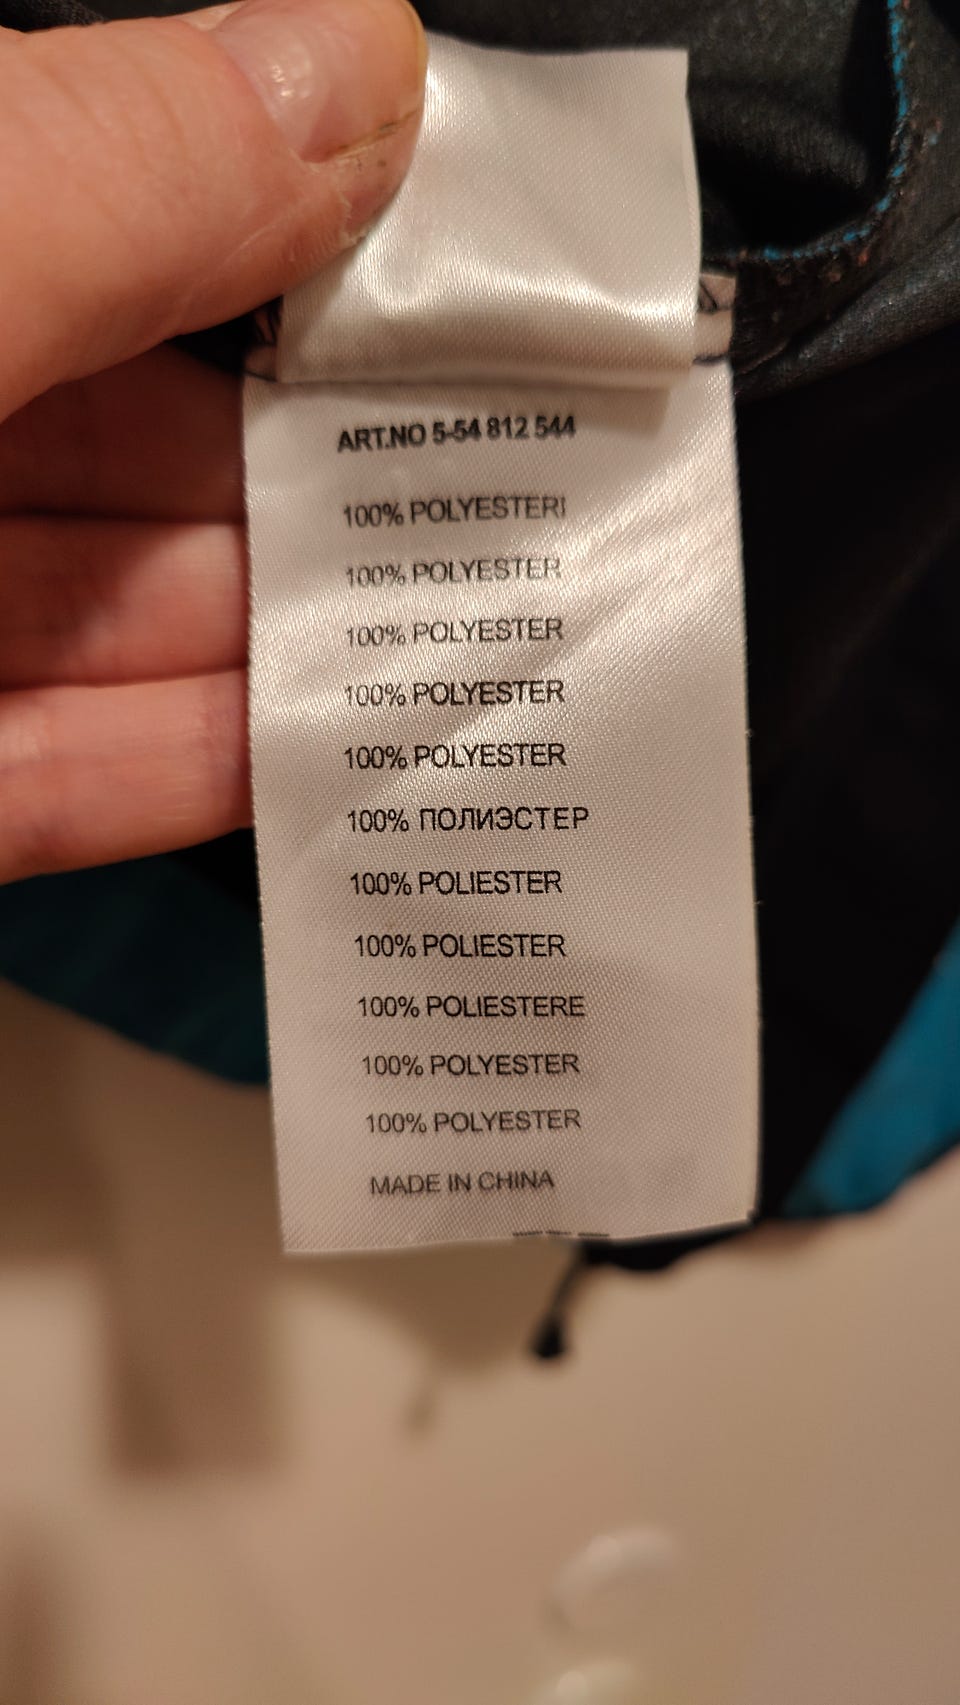 ART.NO 5-54 812 544
100% POLYESTERI
100% POLYESTER
100% POLYESTER
100% POLYESTER
100% POLYESTER
100% ПОЛИЭСТЕР
100% POLIESTER
100% POLIESTER
100% POLIESTERE
100% POLYESTER
100% POLYESTER
MADE IN CHINA